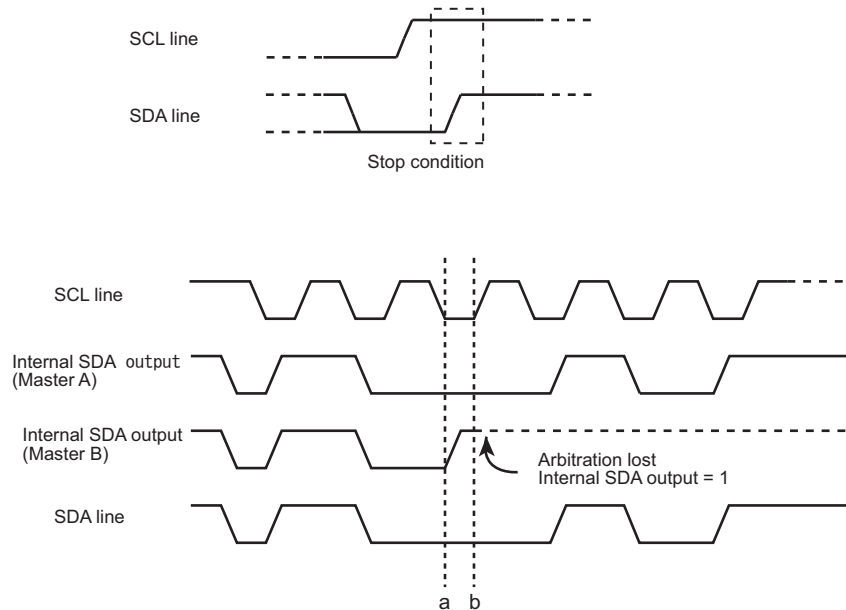 SCL line
SDA line
Stop condition
SCL line
Internal SDA output
(Master A)
Internal SDA output
(Master B)
Arbitration lost
Internal SDA output = 1
SDA line
a b